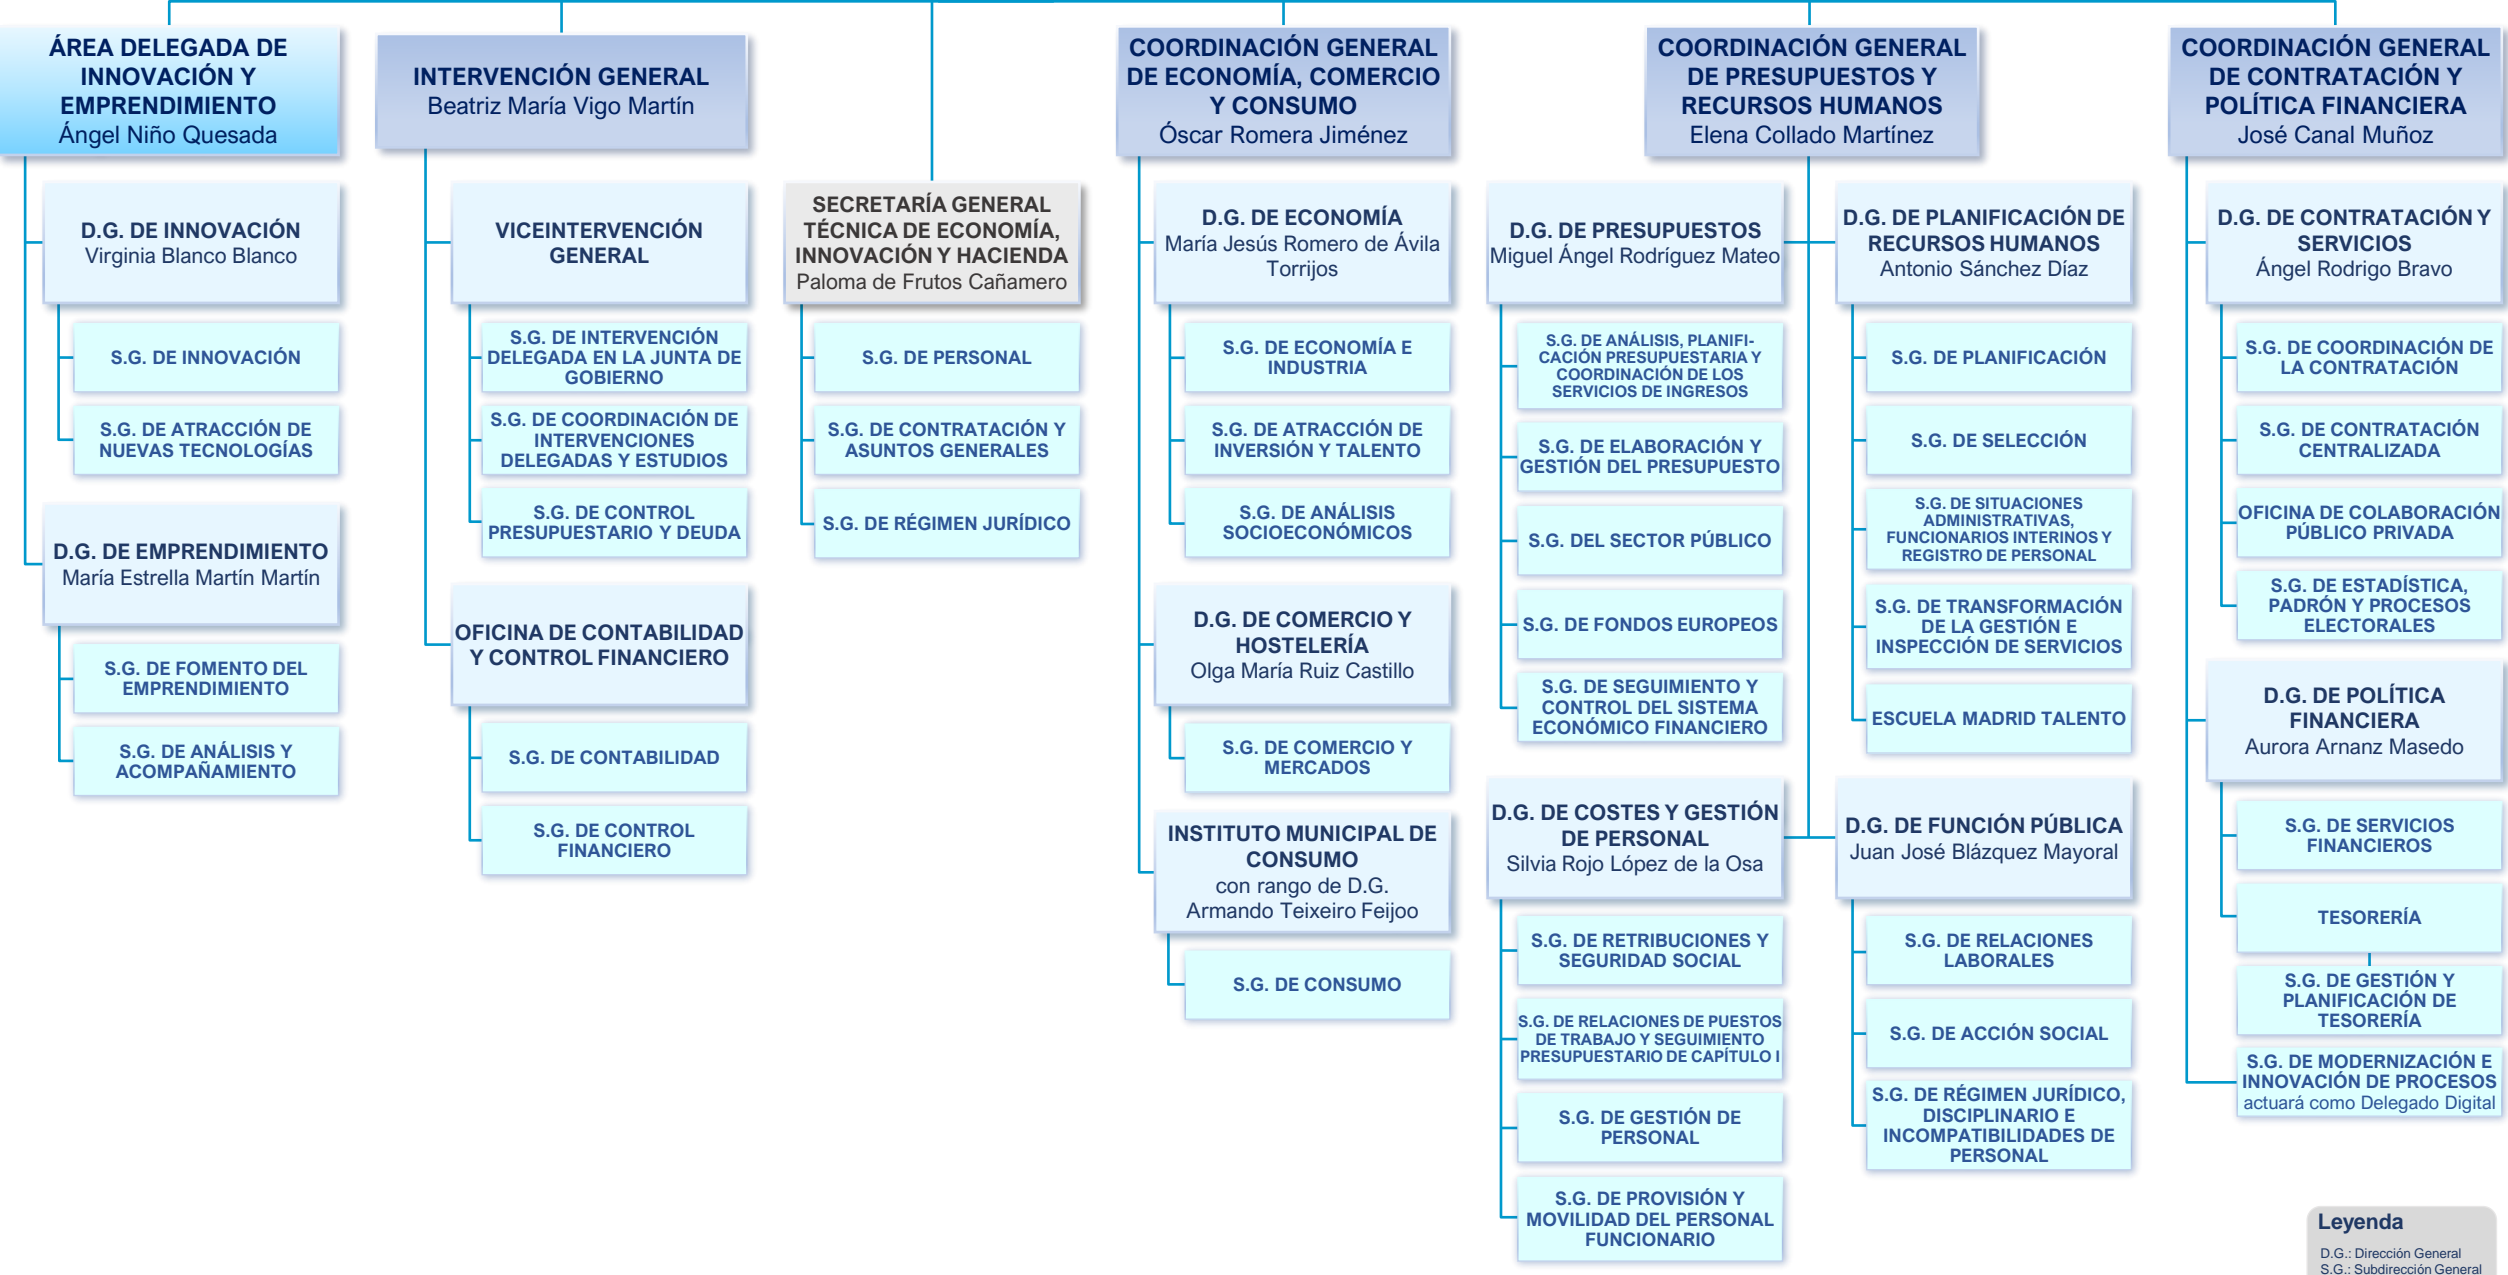 ÁREA DELEGADA DE
INNOVACIÓN Y
EMPRENDIMIENTO
Ángel Niño Quesada
D.G. DE INNOVACIÓN
Virginia Blanco Blanco
S.G. DE INNOVACIÓN
S.G. DE ATRACCIÓN DE
NUEVAS TECNOLOGÍAS
D.G. DE EMPRENDIMIENTO
María Estrella Martín Martín
S.G. DE FOMENTO DEL
EMPRENDIMIENTO
S.G. DE ANÁLISIS Y
ACOMPAÑAMIENTO
INTERVENCIÓN GENERAL
Beatriz María Vigo Martín
VICEINTERVENCIÓN
GENERAL
S.G. DE INTERVENCIÓN
DELEGADA EN LA JUNTA DE
GOBIERNO
S.G. DE COORDINACIÓN DE
INTERVENCIONES
DELEGADAS Y ESTUDIOS
S.G. DE CONTROL
PRESUPUESTARIO Y DEUDA
OFICINA DE CONTABILIDAD
Y CONTROL FINANCIERO
S.G. DE CONTABILIDAD
S.G. DE CONTROL
FINANCIERO
SECRETARÍA GENERAL
TÉCNICA DE ECONOMÍA,
INNOVACIÓN Y HACIENDA
Paloma de Frutos Cañamero
S.G. DE PERSONAL
S.G. DE CONTRATACIÓN Y
ASUNTOS GENERALES
S.G. DE RÉGIMEN JURÍDICO
COORDINACIÓN GENERAL
DE ECONOMÍA, COMERCIO
Y CONSUMO
Óscar Romera Jiménez
D.G. DE ECONOMÍA
María Jesús Romero de Ávila
Torrijos
S.G. DE ECONOMÍA E
INDUSTRIA
S.G. DE ATRACCIÓN DE
INVERSIÓN Y TALENTO
S.G. DE ANÁLISIS
SOCIOECONÓMICOS
D.G. DE COMERCIO Y
HOSTELERÍA
Olga María Ruiz Castillo
S.G. DE COMERCIO Y
MERCADOS
INSTITUTO MUNICIPAL DE
CONSUMO
con rango de D.G.
Armando Teixeiro Feijoo
S.G. DE CONSUMO
COORDINACIÓN GENERAL
DE PRESUPUESTOS Y
RECURSOS HUMANOS
Elena Collado Martínez
D.G. DE PRESUPUESTOS
Miguel Ángel Rodríguez Mateo
S.G. DE ANÁLISIS, PLANIFI-
CACIÓN PRESUPUESTARIA Y
COORDINACIÓN DE LOS
SERVICIOS DE INGRESOS
S.G. DE ELABORACIÓN Y
GESTIÓN DEL PRESUPUESTO
S.G. DEL SECTOR PÚBLICO
S.G. DE FONDOS EUROPEOS
S.G. DE SEGUIMIENTO Y
CONTROL DEL SISTEMA
ECONÓMICO FINANCIERO
D.G. DE PLANIFICACIÓN DE
RECURSOS HUMANOS
Antonio Sánchez Díaz
S.G. DE PLANIFICACIÓN
S.G. DE SELECCIÓN
S.G. DE SITUACIONES
ADMINISTRATIVAS,
FUNCIONARIOS INTERINOS Y
REGISTRO DE PERSONAL
S.G. DE TRANSFORMACIÓN
DE LA GESTIÓN E
INSPECCIÓN DE SERVICIOS
ESCUELA MADRID TALENTO
D.G. DE COSTES Y GESTIÓN
DE PERSONAL
Silvia Rojo López de la Osa
S.G. DE RETRIBUCIONES Y
SEGURIDAD SOCIAL
S.G. DE RELACIONES DE PUESTOS
DE TRABAJO Y SEGUIMIENTO
PRESUPUESTARIO DE CAPÍTULO I
S.G. DE GESTIÓN DE
PERSONAL
S.G. DE PROVISIÓN Y
MOVILIDAD DEL PERSONAL
FUNCIONARIO
D.G. DE FUNCIÓN PÚBLICA
Juan José Blázquez Mayoral
S.G. DE RELACIONES
LABORALES
S.G. DE ACCIÓN SOCIAL
S.G. DE RÉGIMEN JURÍDICO,
DISCIPLINARIO E
INCOMPATIBILIDADES DE
PERSONAL
COORDINACIÓN GENERAL
DE CONTRATACIÓN Y
POLÍTICA FINANCIERA
José Canal Muñoz
D.G. DE CONTRATACIÓN Y
SERVICIOS
Ángel Rodrigo Bravo
S.G. DE COORDINACIÓN DE
LA CONTRATACIÓN
S.G. DE CONTRATACIÓN
CENTRALIZADA
OFICINA DE COLABORACIÓN
PÚBLICO PRIVADA
S.G. DE ESTADÍSTICA,
PADRÓN Y PROCESOS
ELECTORALES
D.G. DE POLÍTICA
FINANCIERA
Aurora Arnanz Masedo
S.G. DE SERVICIOS
FINANCIEROS
TESORERÍA
S.G. DE GESTIÓN Y
PLANIFICACIÓN DE
TESORERÍA
S.G. DE MODERNIZACIÓN E
INNOVACIÓN DE PROCESOS
actuará como Delegado Digital
Leyenda
D.G.: Dirección General
S.G.: Subdirección General